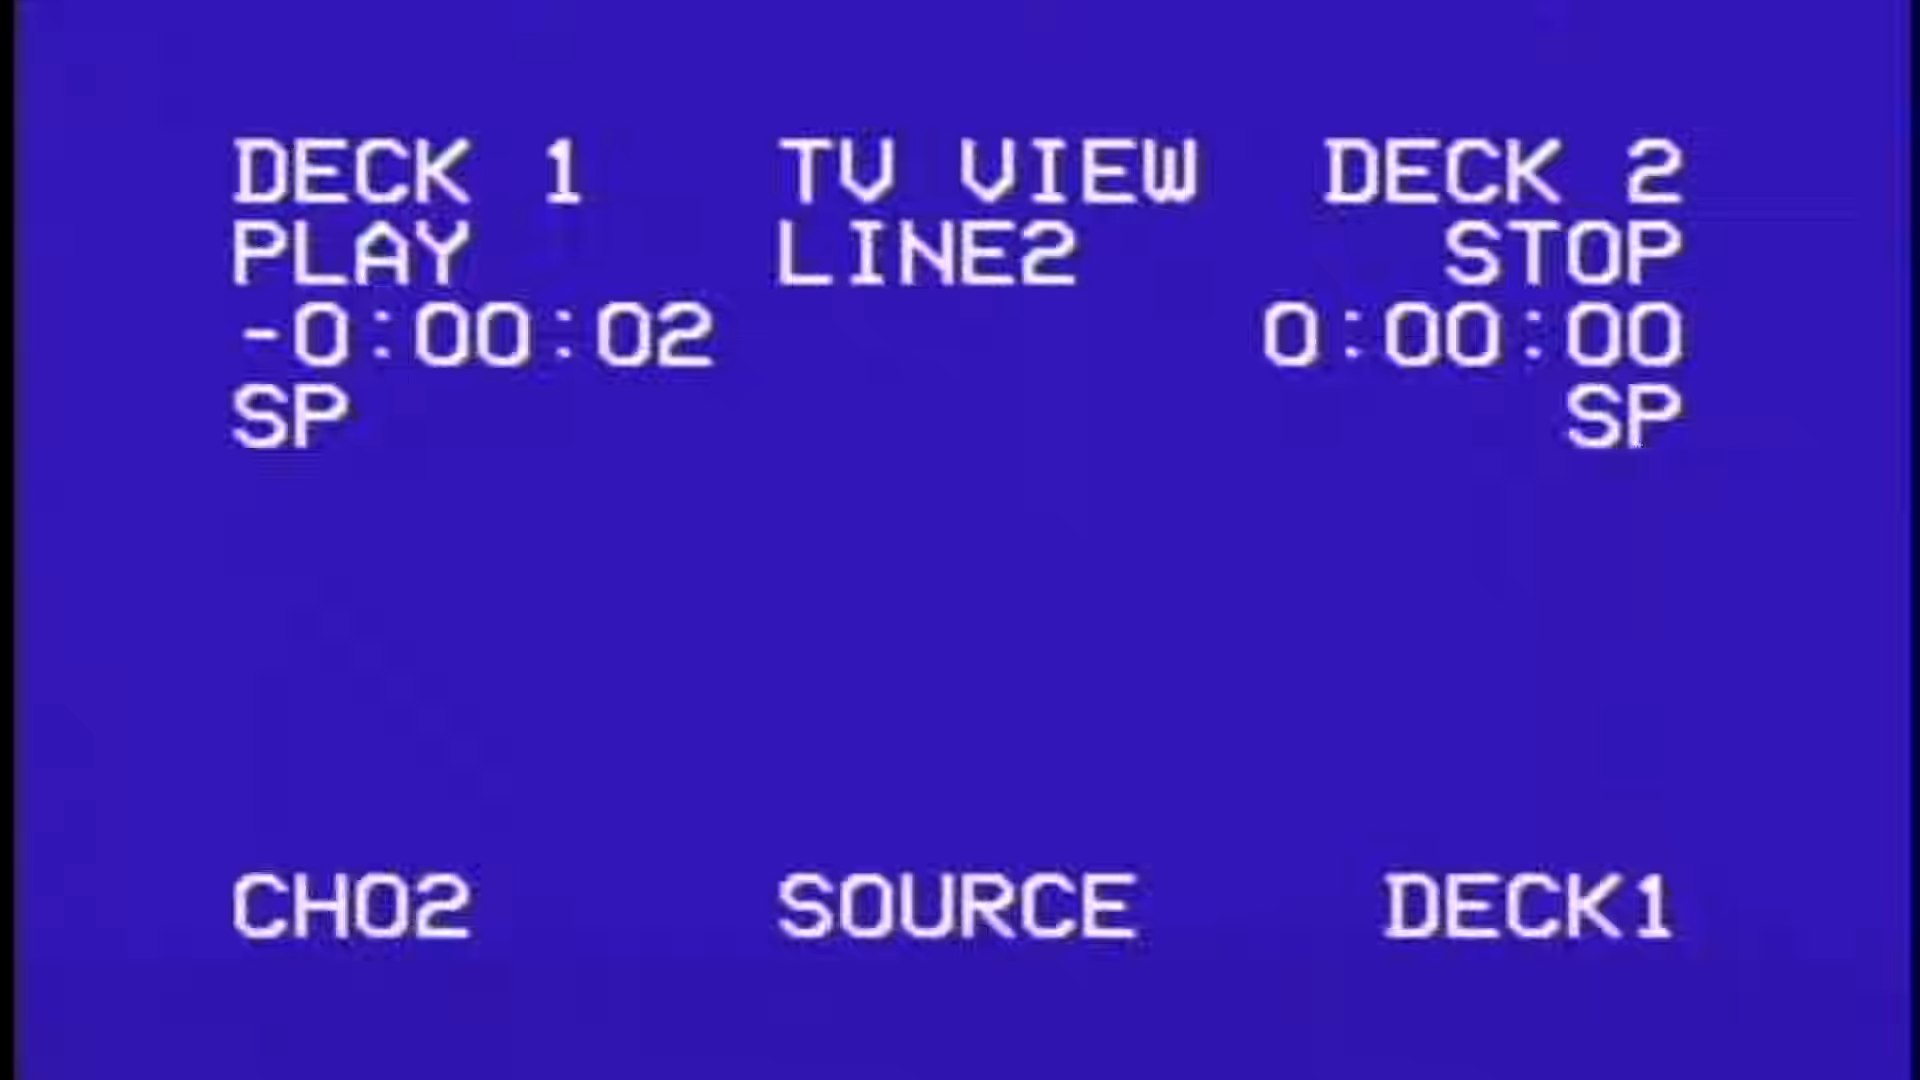 DECK 1 TV VIEW DECK 2
PLAY LINE2 STOP
-0:00:02 0:00:00
SP SP
CH02 SOURCE DECK1